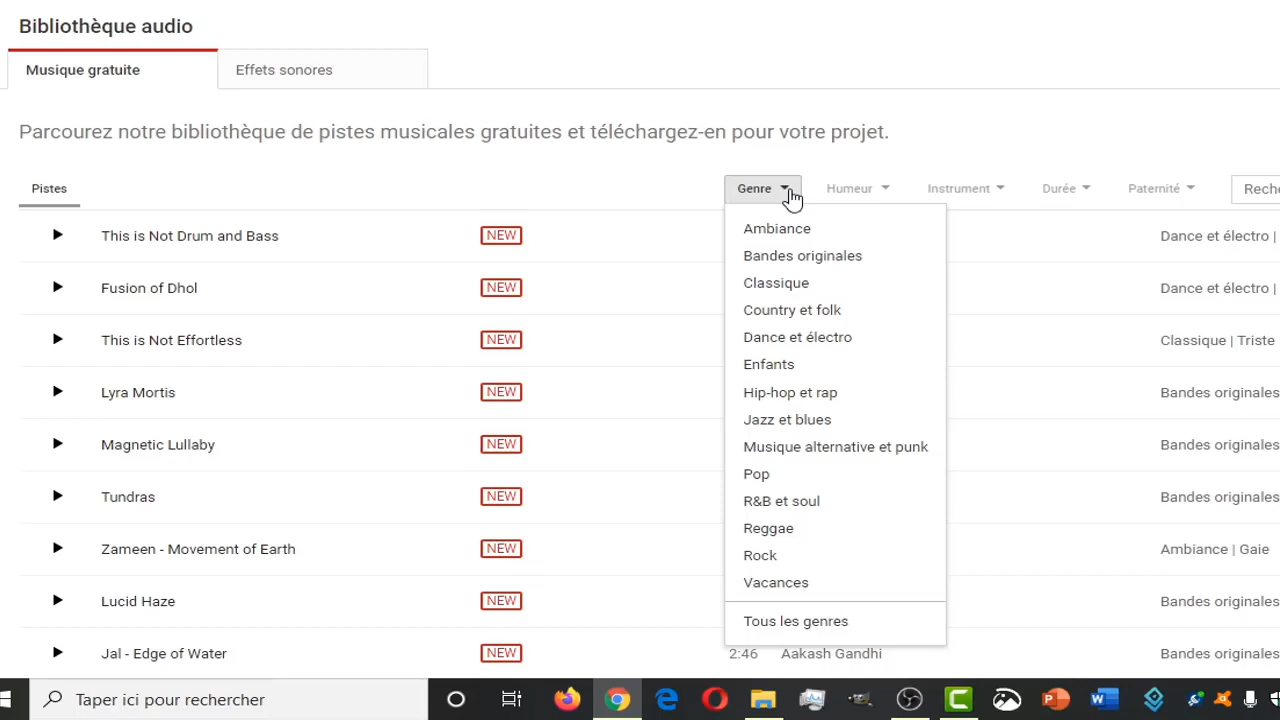 Bibliothèque audio
Musique gratuite Effets sonores
Parcourez notre bibliothèque de pistes musicales gratuites et téléchargez-en pour votre projet.
Pistes Genre Humeur Instrument Durée Paternité Reche
This is Not Drum and Bass NEW Dance et électro |
Fusion of Dhol NEW Dance et électro |
This is Not Effortless NEW Classique | Triste
Lyra Mortis NEW Bandes originales
Magnetic Lullaby NEW Bandes originales
Tundras NEW Bandes originales
Zameen - Movement of Earth NEW Ambiance | Gaie
Lucid Haze NEW Bandes originales
Jal - Edge of Water NEW 2:46 Aakash Gandhi Bandes originales
Ambiance
Bandes originales
Classique
Country et folk
Dance et électro
Enfants
Hip-hop et rap
Jazz et blues
Musique alternative et punk
Pop
R&B et soul
Reggae
Rock
Vacances
Tous les genres
Taper ici pour rechercher